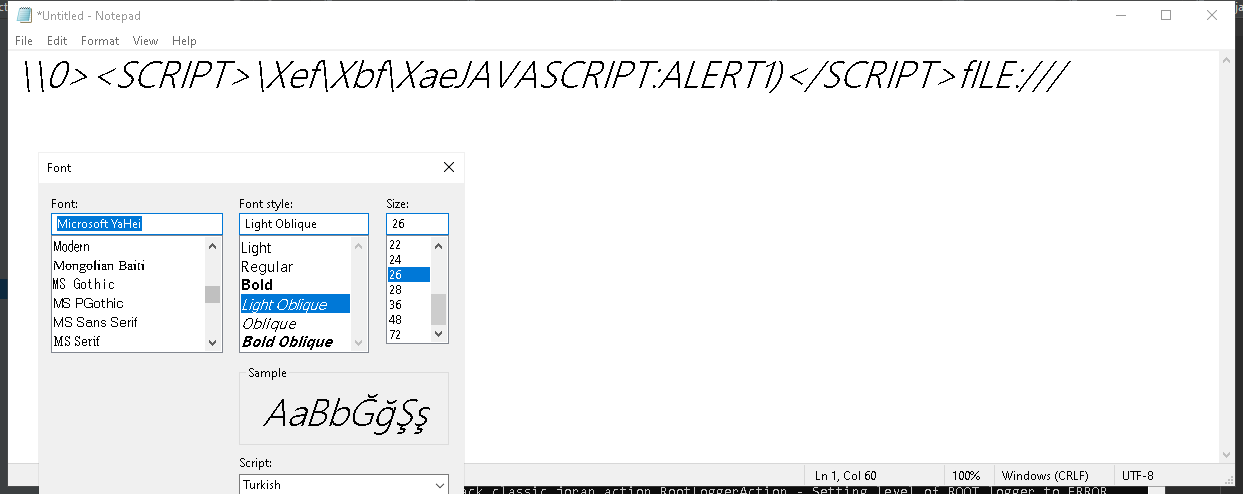 *Untitled - Notepad
File Edit Format View Help
\\0><SCRIPT>\Xef\Xbf\XaeJAVASCRIPT:ALERT1)</SCRIPT>fILE:///
Font
Font: Font style: Size:
Microsoft YaHei Light Oblique 26
Modern Light 22
Mongolian Baiti Regular 24
MS Gothic Bold 26
MS PGothic Light Oblique 28
MS Sans Serif Oblique 36
MS Serif Bold Oblique 48
72
Sample
AaBbĞğŞş
Script:
Turkish
Ln 1, Col 60 100% Windows (CRLF) UTF-8
ack.classic.joran.action.RootLoggerAction - Setting level of ROOT logger to ERROR